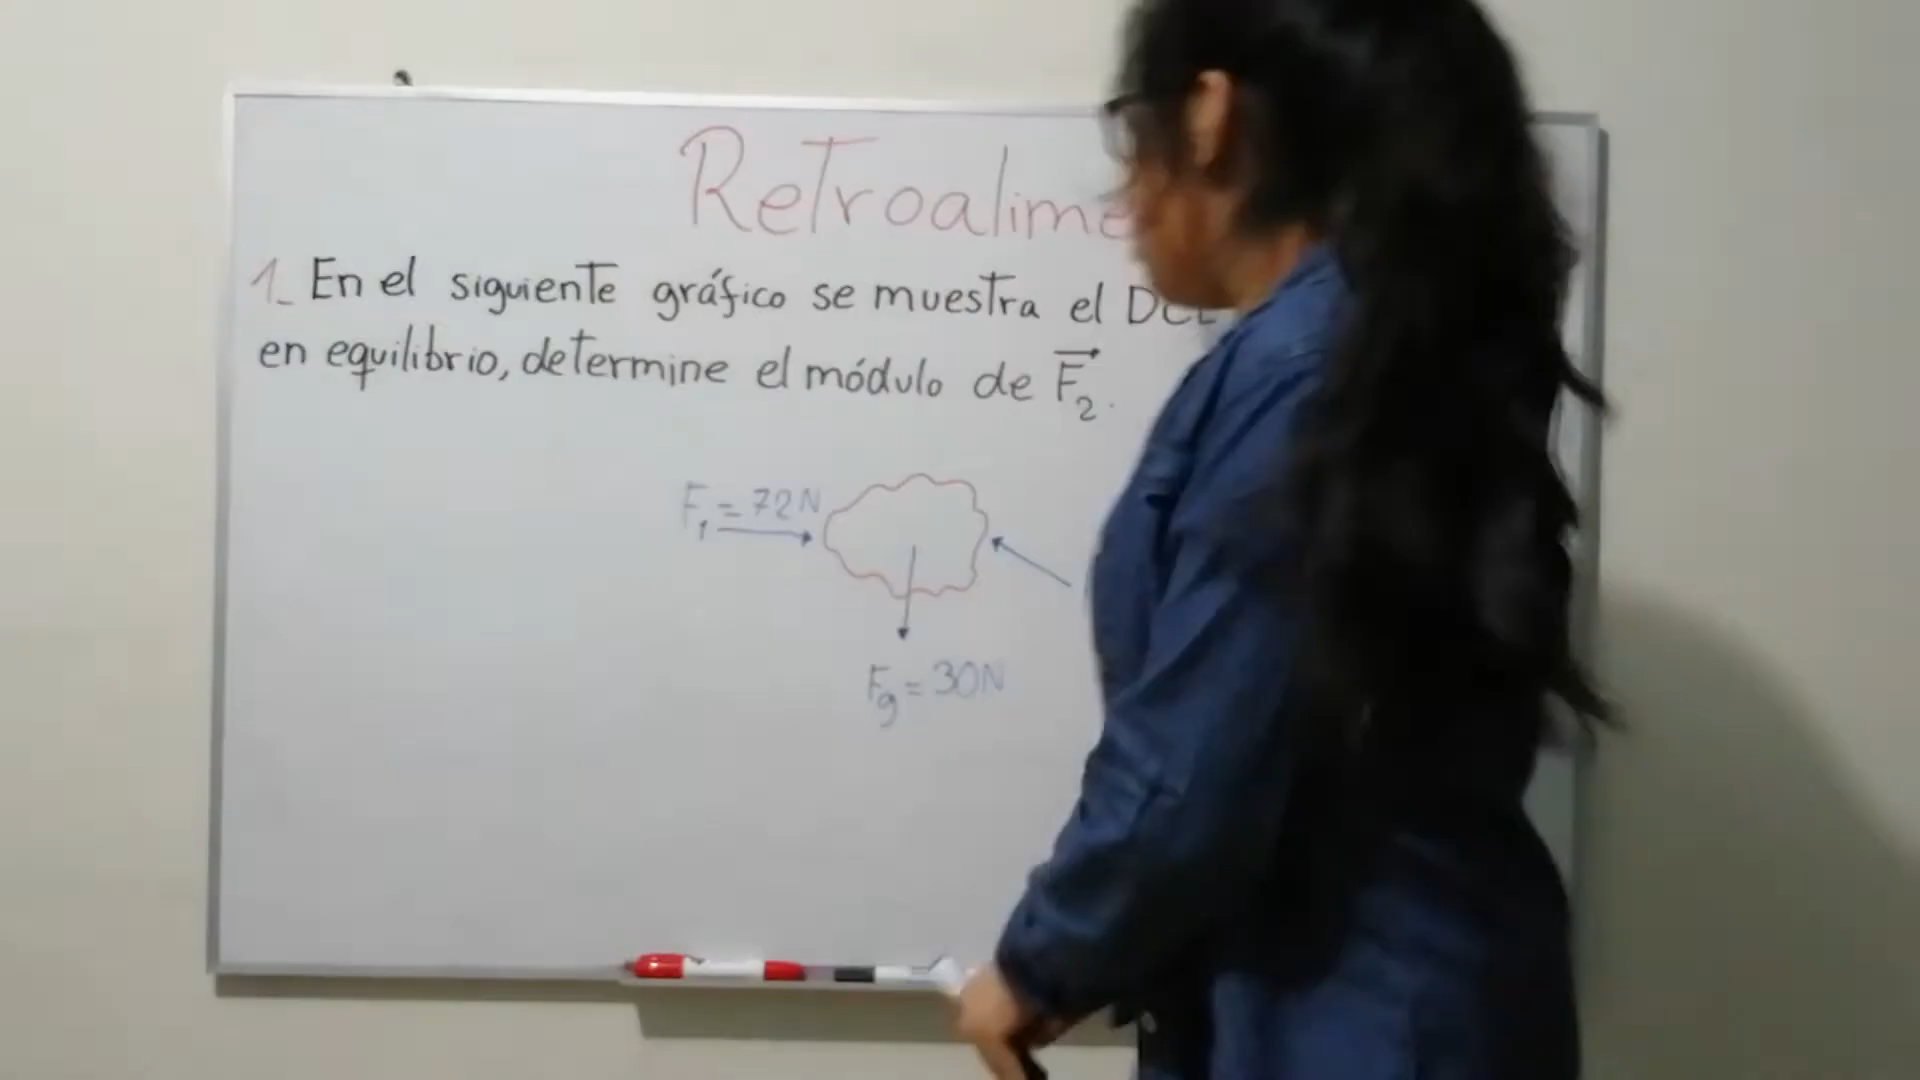 Retroalime
1_ En el siguiente gráfico se muestra el DCL
en equilibrio, determine el módulo de F₂.
F₁ = 72N
Fg = 30N